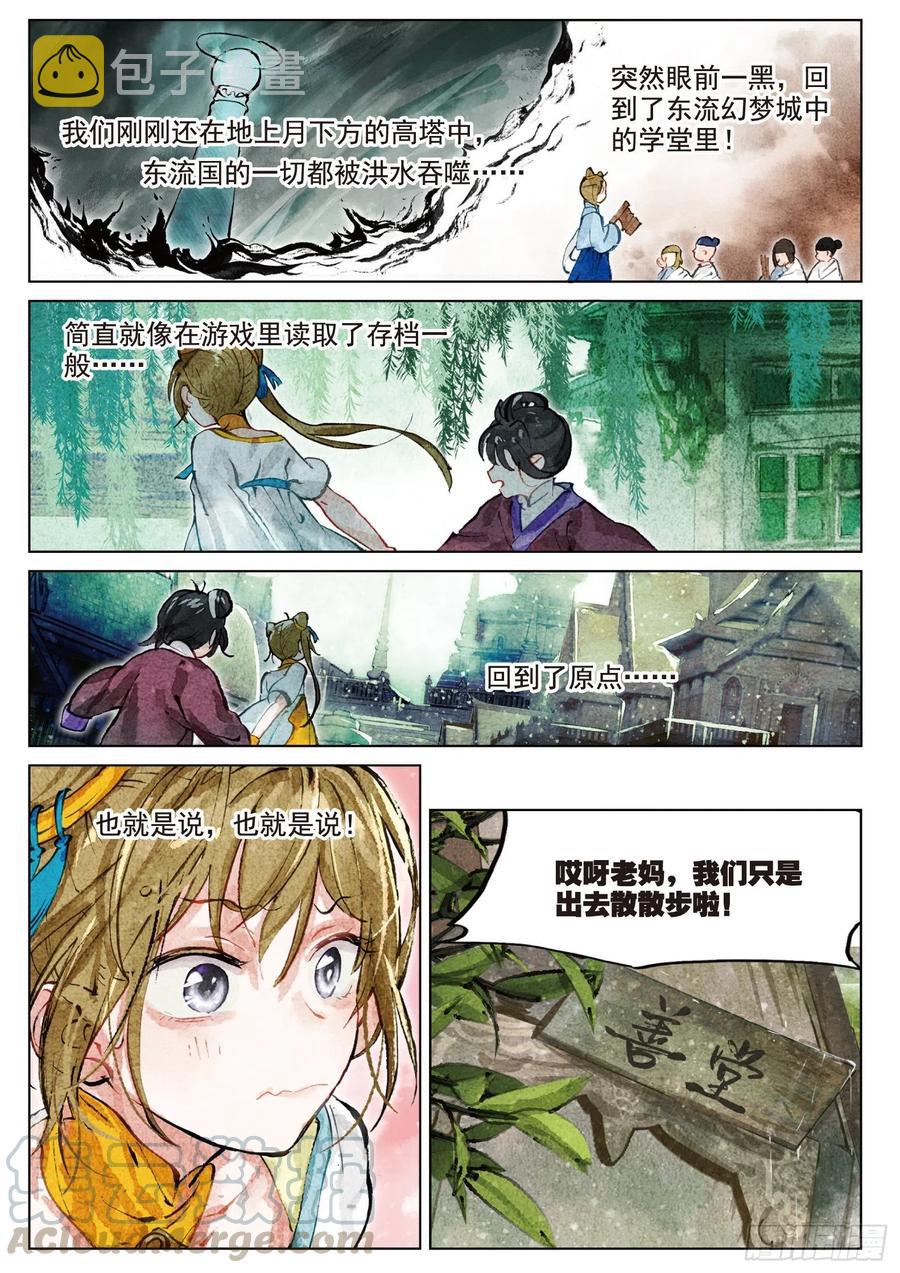 包子漫畫
我们刚刚还在地上月下方的高塔中，
东流国的一切都被洪水吞噬……
突然眼前一黑，回
到了东流幻梦城中
的学堂里！
简直就像在游戏里读取了存档一
般……
回到了原点……
也就是说，也就是说！
哎呀老妈，我们只是
出去散散步啦！
善堂
Acloudmerge.com